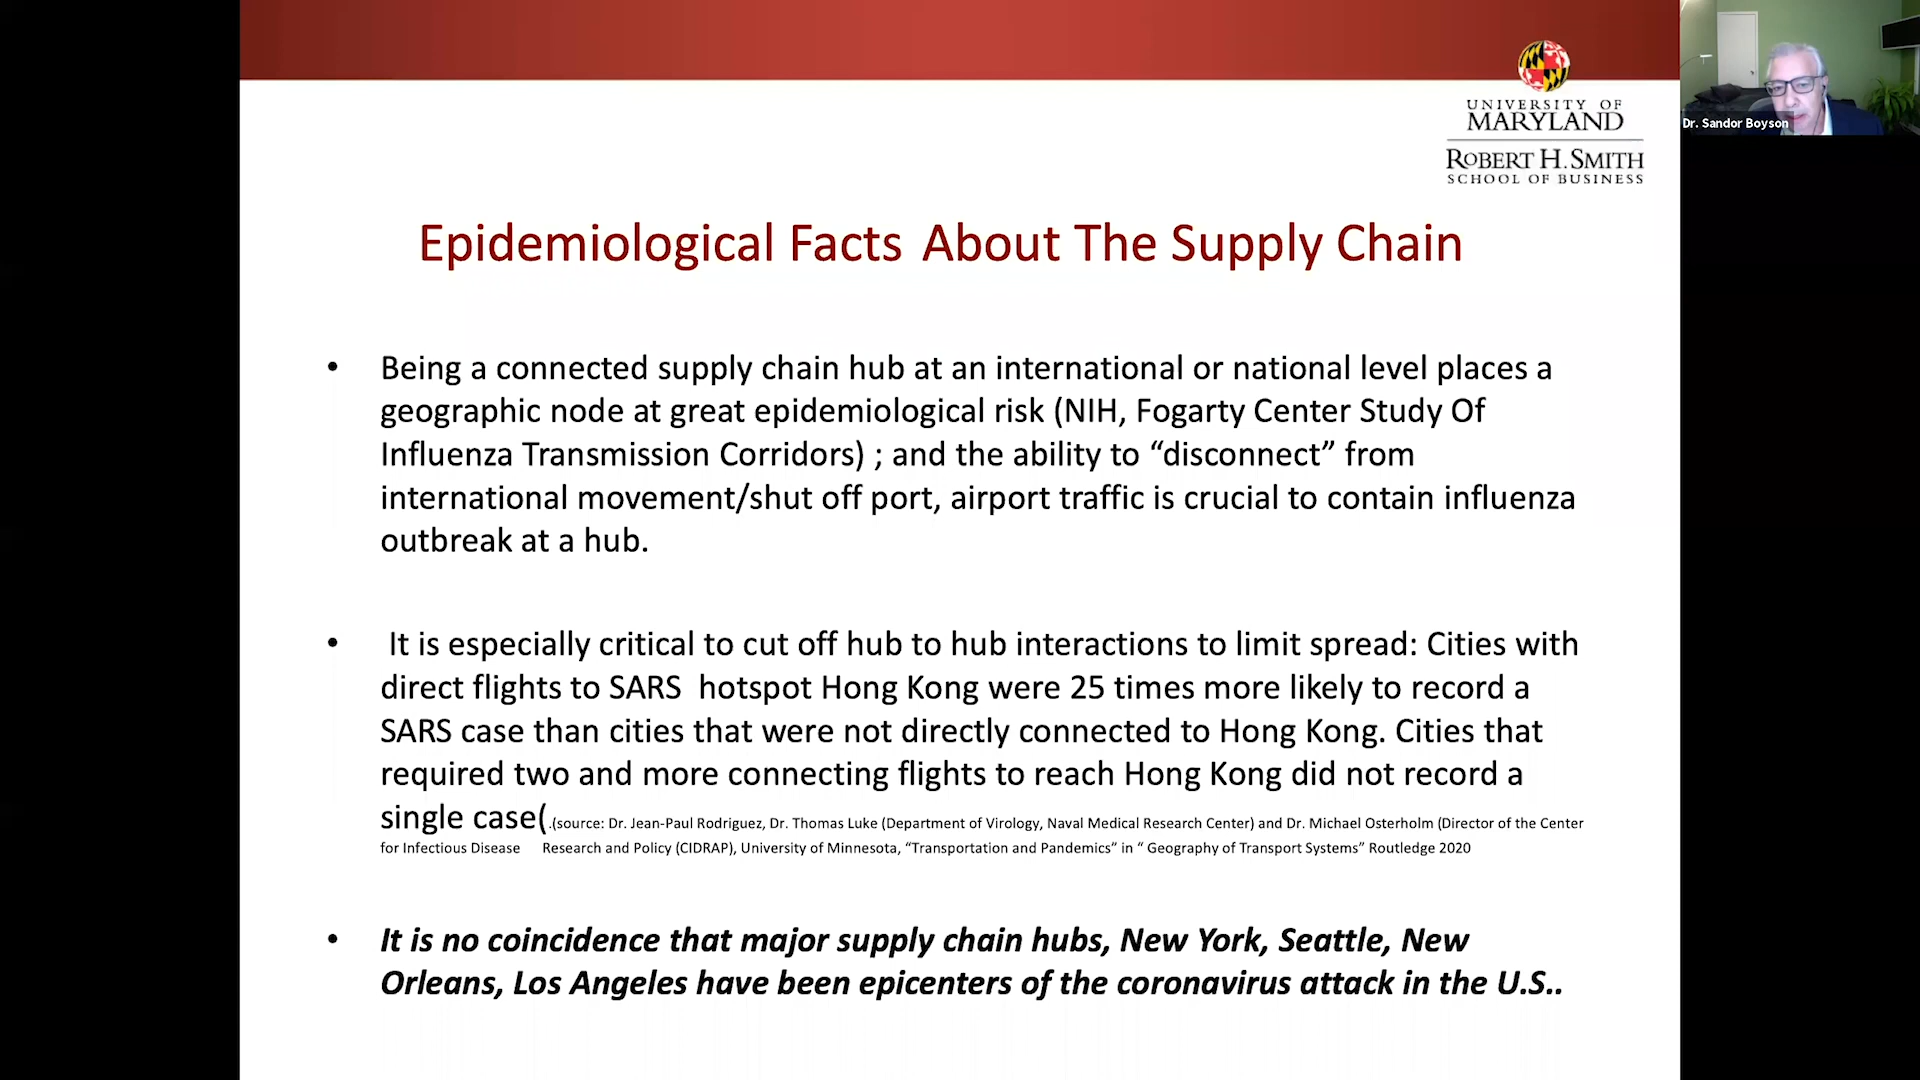 UNIVERSITY OF
MARYLAND
ROBERT H. SMITH
SCHOOL OF BUSINESS
Dr. Sandor Boyson
Epidemiological Facts About The Supply Chain
• Being a connected supply chain hub at an international or national level places a
geographic node at great epidemiological risk (NIH, Fogarty Center Study Of
Influenza Transmission Corridors) ; and the ability to “disconnect” from
international movement/shut off port, airport traffic is crucial to contain influenza
outbreak at a hub.
• It is especially critical to cut off hub to hub interactions to limit spread: Cities with
direct flights to SARS hotspot Hong Kong were 25 times more likely to record a
SARS case than cities that were not directly connected to Hong Kong. Cities that
required two and more connecting flights to reach Hong Kong did not record a
single case(.(source: Dr. Jean-Paul Rodriguez, Dr. Thomas Luke (Department of Virology, Naval Medical Research Center) and Dr. Michael Osterholm (Director of the Center
for Infectious Disease Research and Policy (CIDRAP), University of Minnesota, “Transportation and Pandemics” in “ Geography of Transport Systems” Routledge 2020
• It is no coincidence that major supply chain hubs, New York, Seattle, New
Orleans, Los Angeles have been epicenters of the coronavirus attack in the U.S..